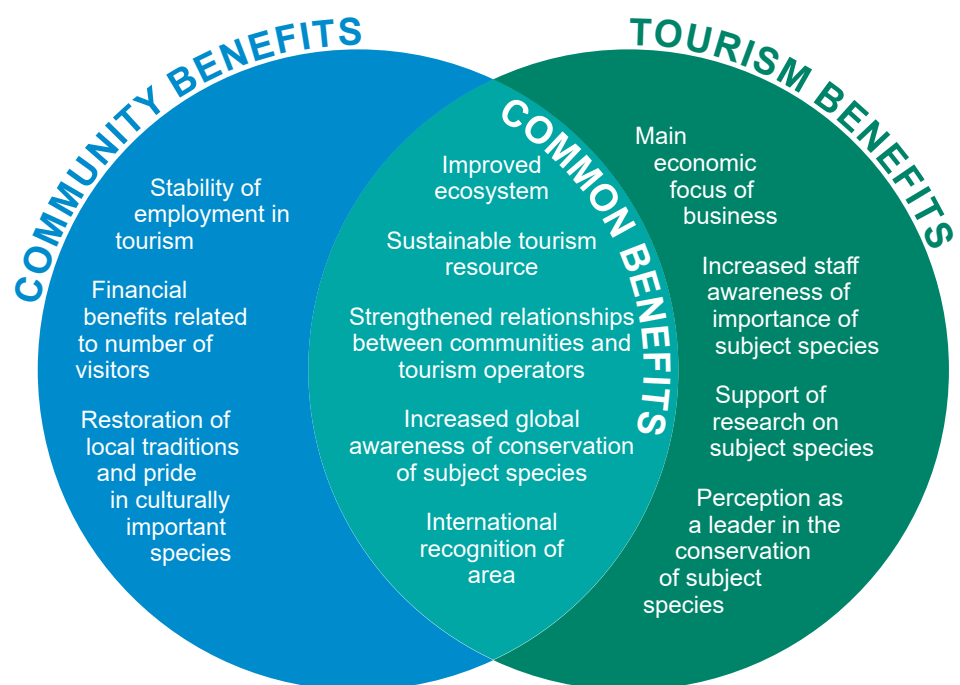 COMMUNITY BENEFITS
Stability of
employment in
tourism
Financial
benefits related
to number of
visitors
Restoration of
local traditions
and pride
in culturally
important
species
COMMON BENEFITS
Improved
ecosystem
Sustainable tourism
resource
Strengthened relationships
between communities and
tourism operators
Increased global
awareness of conservation
of subject species
International
recognition of
area
TOURISM BENEFITS
Main
economic
focus of
business
Increased staff
awareness of
importance of
subject species
Support of
research on
subject species
Perception as
a leader in the
conservation
of subject
species